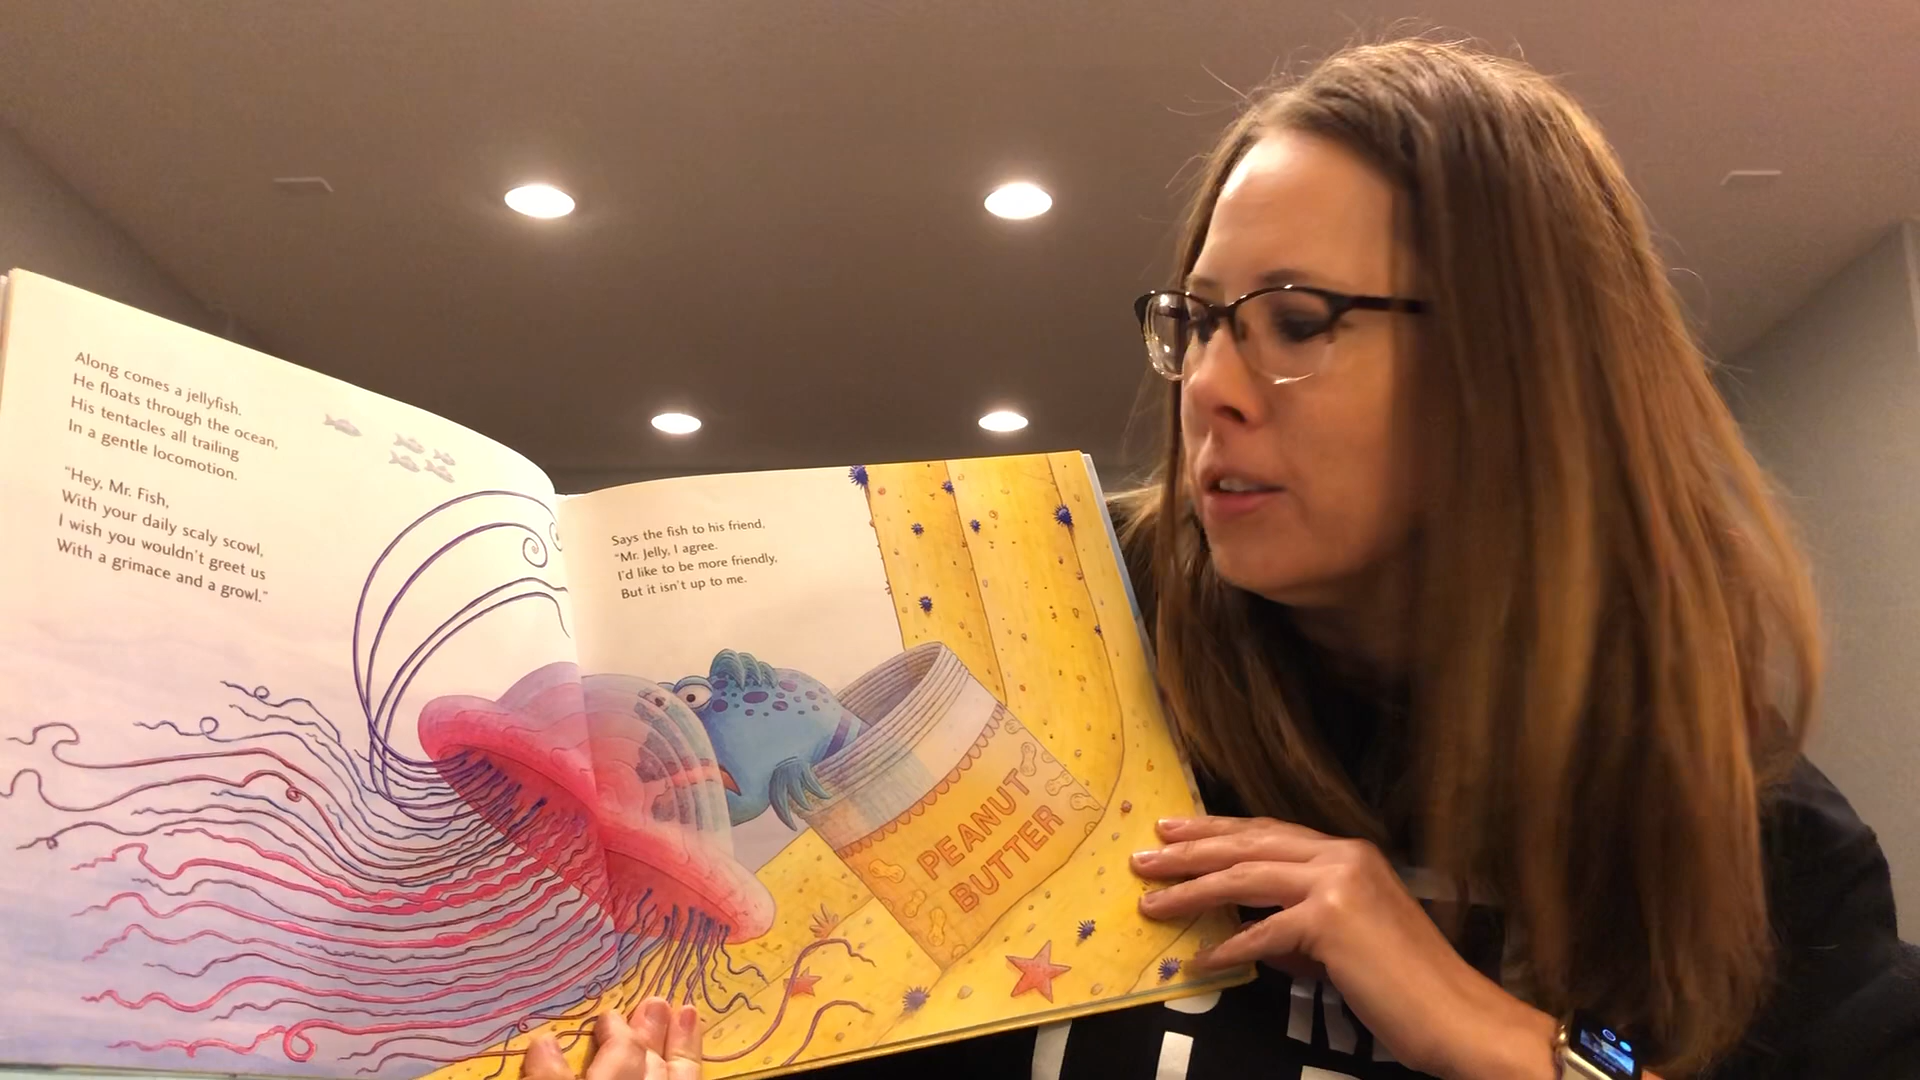 Along comes a jellyfish.
He floats through the ocean,
His tentacles all trailing
In a gentle locomotion.
"Hey, Mr. Fish,
With your daily scaly scowl,
I wish you wouldn't greet us
With a grimace and a growl."
Says the fish to his friend,
"Mr. Jelly, I agree.
I'd like to be more friendly,
But it isn't up to me.
PEANUT
BUTTER